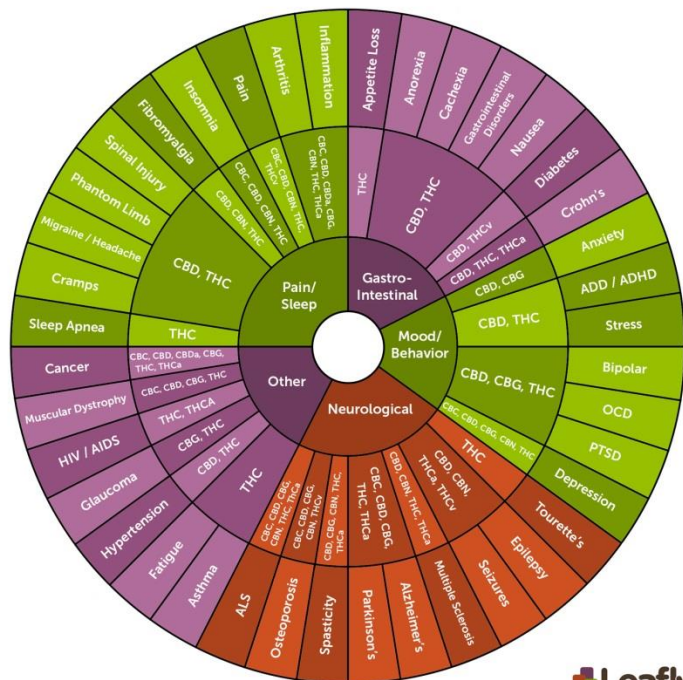 Appetite Loss
Anorexia
Cachexia
Gastrointestinal
Disorders
Nausea
Diabetes
Crohn's
Anxiety
ADD / ADHD
Stress
Bipolar
OCD
PTSD
Depression
Tourette's
Epilepsy
Seizures
Multiple Sclerosis
Alzheimer's
Parkinson's
Spasticity
Osteoporosis
ALS
Asthma
Fatigue
Hypertension
Glaucoma
HIV / AIDS
Muscular Dystrophy
Cancer
Sleep Apnea
Cramps
Migraine / Headache
Phantom Limb
Spinal Injury
Fibromyalgia
Insomnia
Pain
Arthritis
Inflammation
THC
CBD, THC
CBD, THCv
CBD, THC, THCa
CBD, CBG
CBD, THC
CBD, CBG, THC
CBC, CBD, CBG, CBN, THC
THC
CBD, CBN,
THCa, THCv
CBD, CBN, THC, THCa
CBC, CBD, CBG,
THC, THCa
CBD, CBG, CBN, THC,
THCa
CBC, CBD, CBG,
CBN, THCv
CBC, CBD, CBG,
CBN, THC, THCa
THC
CBD, THC
CBG, THC
THC, THCA
CBC, CBD, CBG, THC
CBC, CBD, CBDa, CBG,
THC, THCa
THC
CBD, THC
CBD, CBN, THC
CBC, CBD, CBN, THC
CBC, CBD, CBN, THC,
THCv
CBC, CBD, CBDa, CBG,
CBN, THC, THCa
Pain/
Sleep
Gastro-
Intestinal
Mood/
Behavior
Neurological
Other
Leafly